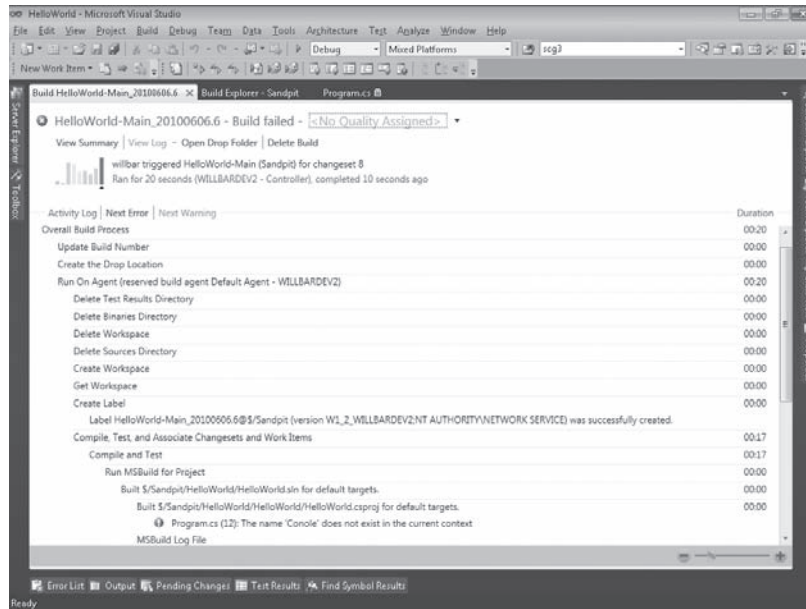 HelloWorld - Microsoft Visual Studio
File Edit View Project Build Debug Team Data Tools Architecture Test Analyze Window Help
Debug Mixed Platforms scg3
New Work Item
Build HelloWorld-Main_20100606.6 Build Explorer - Sandpit Program.cs
Server Explorer
Toolbox
HelloWorld-Main_20100606.6 - Build failed - <No Quality Assigned>
View Summary | View Log - Open Drop Folder | Delete Build
willbar triggered HelloWorld-Main (Sandpit) for changeset 8
Ran for 20 seconds (WILLBARDEV2 - Controller), completed 10 seconds ago
Activity Log | Next Error | Next Warning Duration
Overall Build Process 00:20
Update Build Number 00:00
Create the Drop Location 00:00
Run On Agent (reserved build agent Default Agent - WILLBARDEV2) 00:20
Delete Test Results Directory 00:00
Delete Binaries Directory 00:00
Delete Workspace 00:00
Delete Sources Directory 00:00
Create Workspace 00:00
Get Workspace 00:00
Create Label 00:00
Label HelloWorld-Main_20100606.6@$/Sandpit (version W1_2_WILLBARDEV2;NT AUTHORITY\NETWORK SERVICE) was successfully created.
Compile, Test, and Associate Changesets and Work Items 00:17
Compile and Test 00:17
Run MSBuild for Project 00:00
Built $/Sandpit/HelloWorld/HelloWorld.sln for default targets. 00:00
Built $/Sandpit/HelloWorld/HelloWorld/HelloWorld.csproj for default targets. 00:00
Program.cs (12): The name 'Conole' does not exist in the current context
MSBuild Log File
Error List Output Pending Changes Test Results Find Symbol Results
Ready